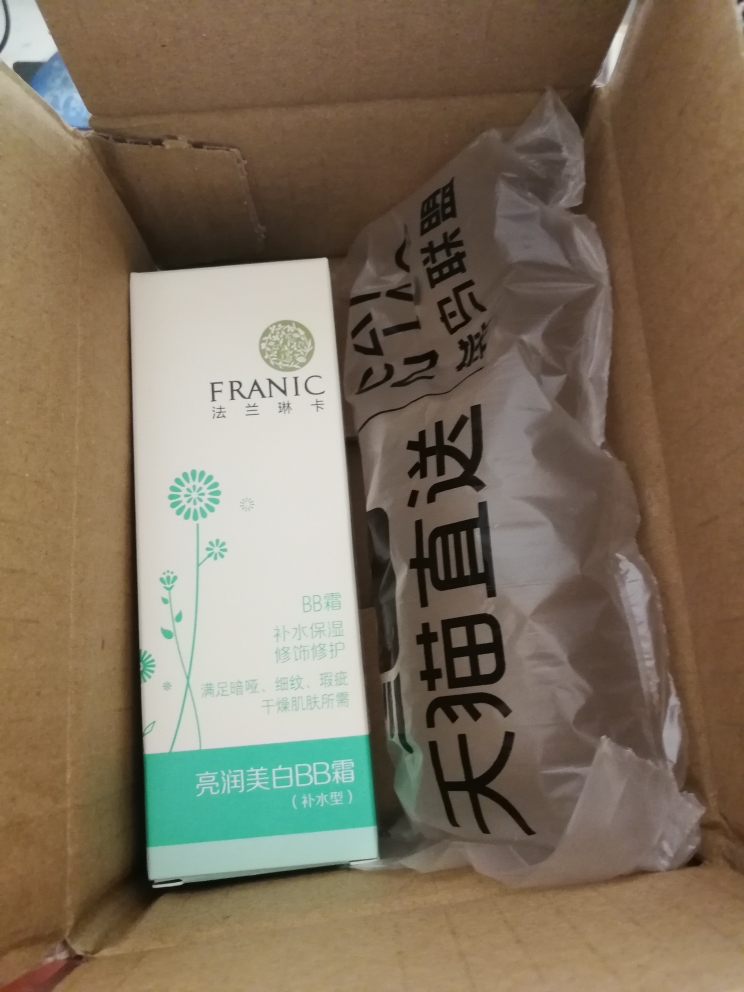 FRANIC
法兰琳卡
BB霜
补水保湿
修饰修护
满足暗哑、细纹、瑕疵
干燥肌肤所需
亮润美白BB霜
(补水型)
天猫直送
联盟